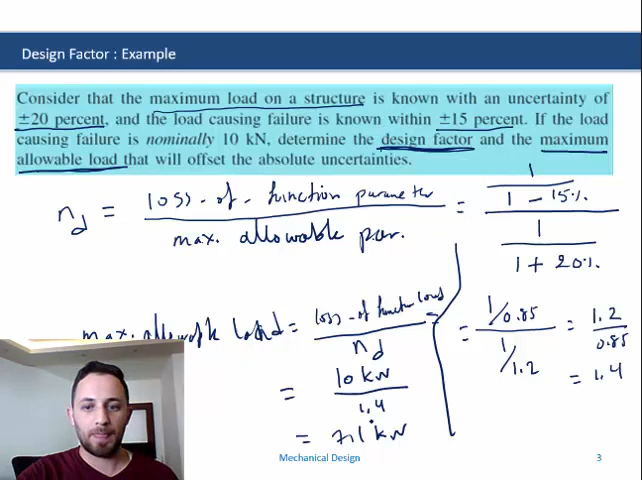 Design Factor : Example
Consider that the maximum load on a structure is known with an uncertainty of
±20 percent, and the load causing failure is known within ±15 percent. If the load
causing failure is nominally 10 kN, determine the design factor and the maximum
allowable load that will offset the absolute uncertainties.
n_d = loss-of-function parameter / max. allowable par. = 1/(1 - 15%) / 1/(1 + 20%)
= 1/0.85 / 1/1.2 = 1.2/0.85
= 1.4
max. allowable load = loss-of function load / n_d
= 10 kN / 1.4
= 7.1 kN
Mechanical Design
3